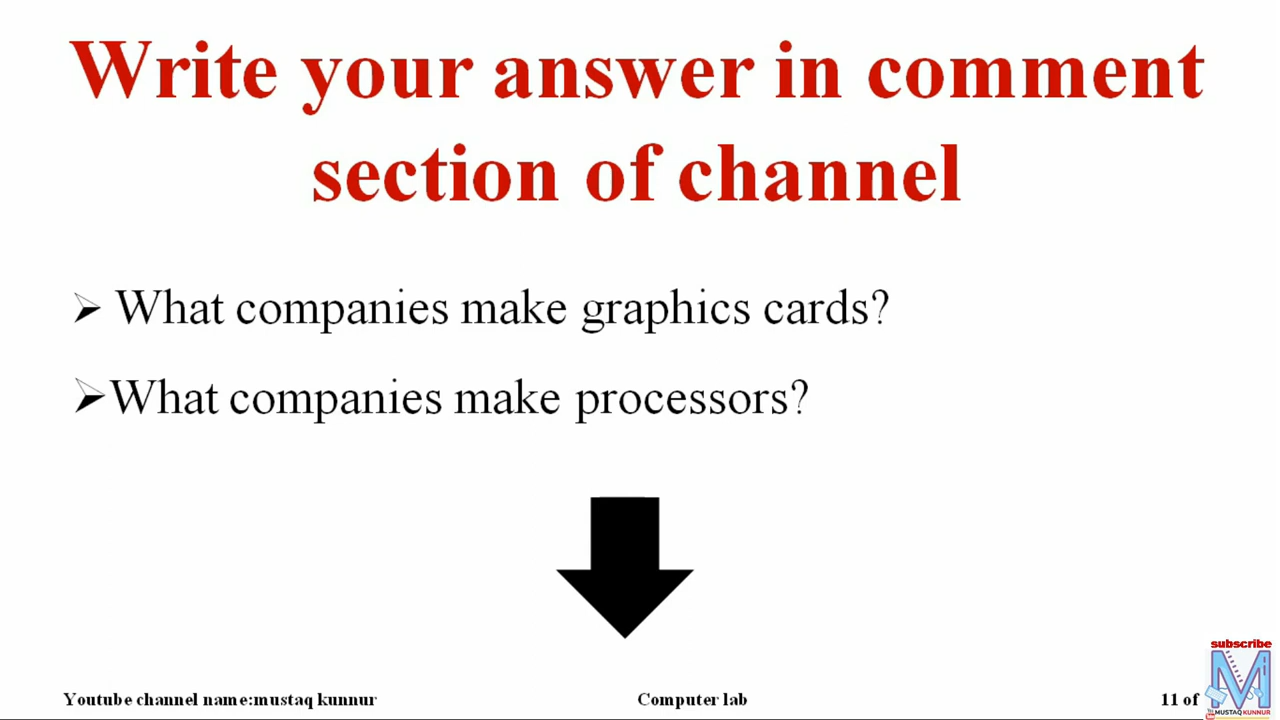 Write your answer in comment
section of channel
➢ What companies make graphics cards?
➢What companies make processors?
subscribe
MUSTAQ KUNNUR
Youtube channel name:mustaq kunnur
Computer lab
11 of